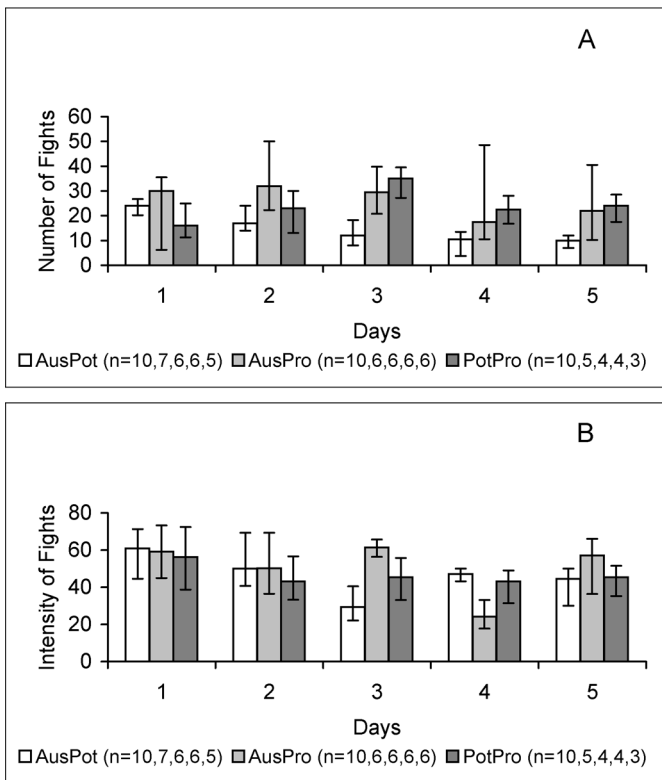 A
Number of Fights
60
50
40
30
20
10
0
1 2 3 4 5
Days
AusPot (n=10,7,6,6,5) AusPro (n=10,6,6,6,6) PotPro (n=10,5,4,4,3)
B
Intensity of Fights
80
60
40
20
0
1 2 3 4 5
Days
AusPot (n=10,7,6,6,5) AusPro (n=10,6,6,6,6) PotPro (n=10,5,4,4,3)